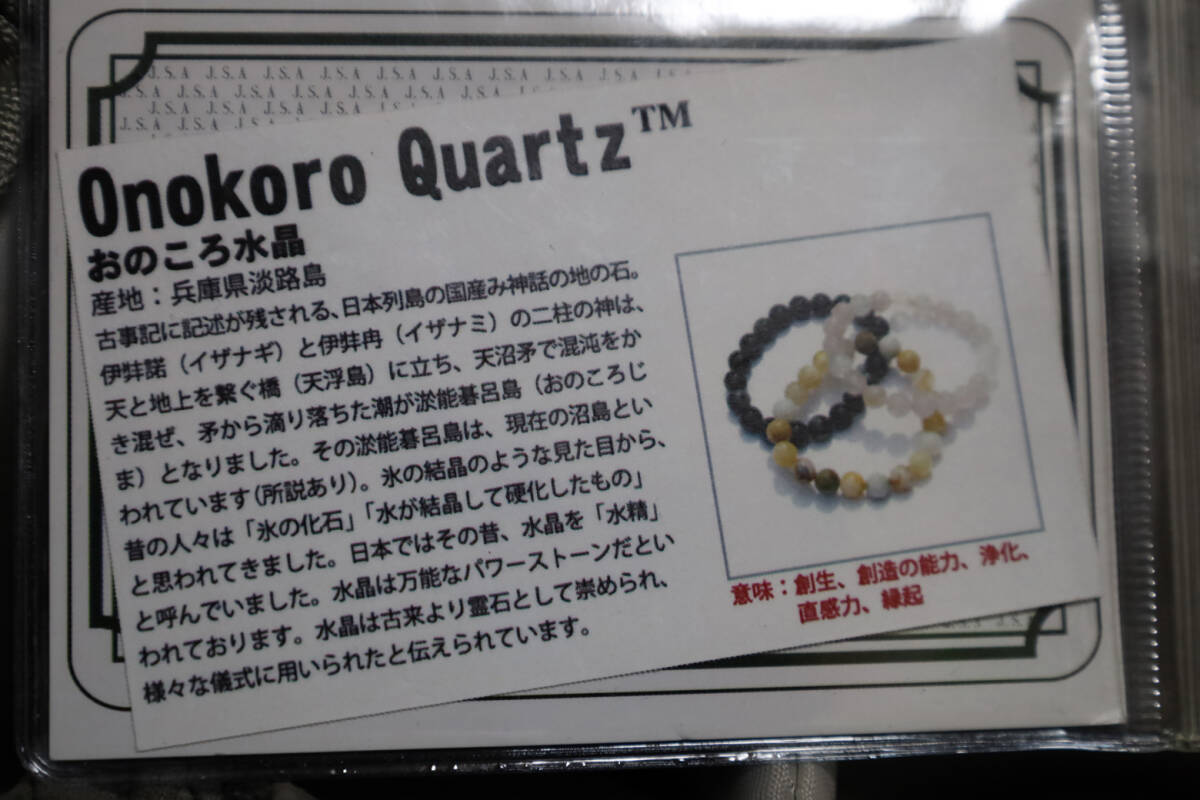 J.S.A J.S.A J.S.A J.S.A J.S.A J.S.A J.S.A J.S.A J.S.A J.S.A
J.S.A J.S.A J.S.A J.S.A J.S.A J.S.A J.S.A
J.S.A J.S.A J.S.A J.S.A J.S.A
J.S.A J.S.A J.S.A
Onokoro Quartz™
おのころ水晶
産地：兵庫県淡路島
古事記に記述が残される、日本列島の国産み神話の地の石。
伊弉諾（イザナギ）と伊弉冉（イザナミ）の二柱の神は、
天と地上を繋ぐ橋（天浮島）に立ち、天沼矛で混沌をか
き混ぜ、矛から滴り落ちた潮が淤能碁呂島（おのころじ
ま）となりました。その淤能碁呂島は、現在の沼島とい
われています（所説あり）。氷の結晶のような見た目から、
昔の人々は「氷の化石」「水が結晶して硬化したもの」
と思われてきました。日本ではその昔、水晶を「水精」
と呼んでいました。水晶は万能なパワーストーンだとい
われております。水晶は古来より霊石として崇められ、
様々な儀式に用いられたと伝えられています。
意味：創生、創造の能力、浄化、
直感力、縁起